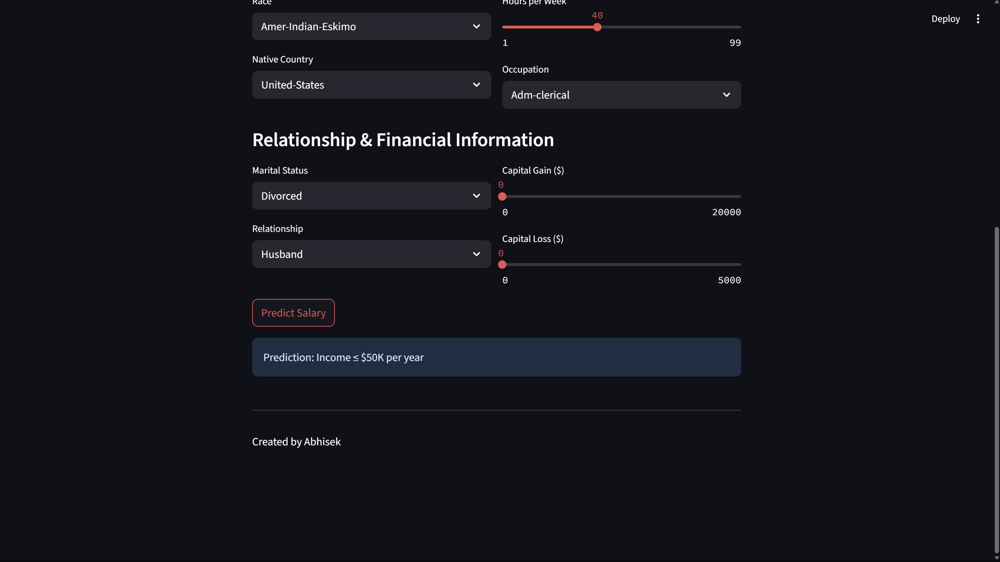 Race
Amer-Indian-Eskimo
Native Country
United-States
Hours per Week
40
1 99
Occupation
Adm-clerical
Deploy
Relationship & Financial Information
Marital Status
Divorced
Relationship
Husband
Capital Gain ($)
0
0 20000
Capital Loss ($)
0
0 5000
Predict Salary
Prediction: Income ≤ $50K per year
Created by Abhisek